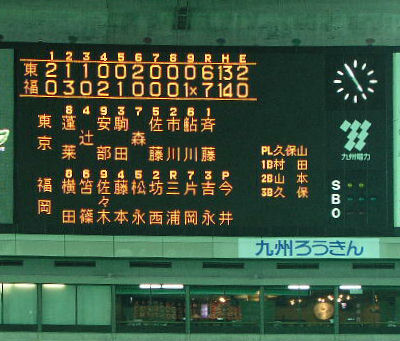 1 2 3 4 5 6 7 8 9 R H E
東 2 1 1 0 0 2 0 0 0 6 13 2
福 0 3 0 2 1 0 0 0 1x 7 14 0
8 4 9 3 7 5 2 6 1
東京 蓬莱 辻 安部 駒田 森 佐藤 市川 鮎川 斉藤
福岡 横田 笘篠 佐々木 藤本 松永 坊西 三浦 片岡 吉永 今井
8 6 9 4 5 2 R 7 3 P
PL 久保山
1B 村田
2B 山本
3B 久保
九州電力
S
B
O
九州ろうきん